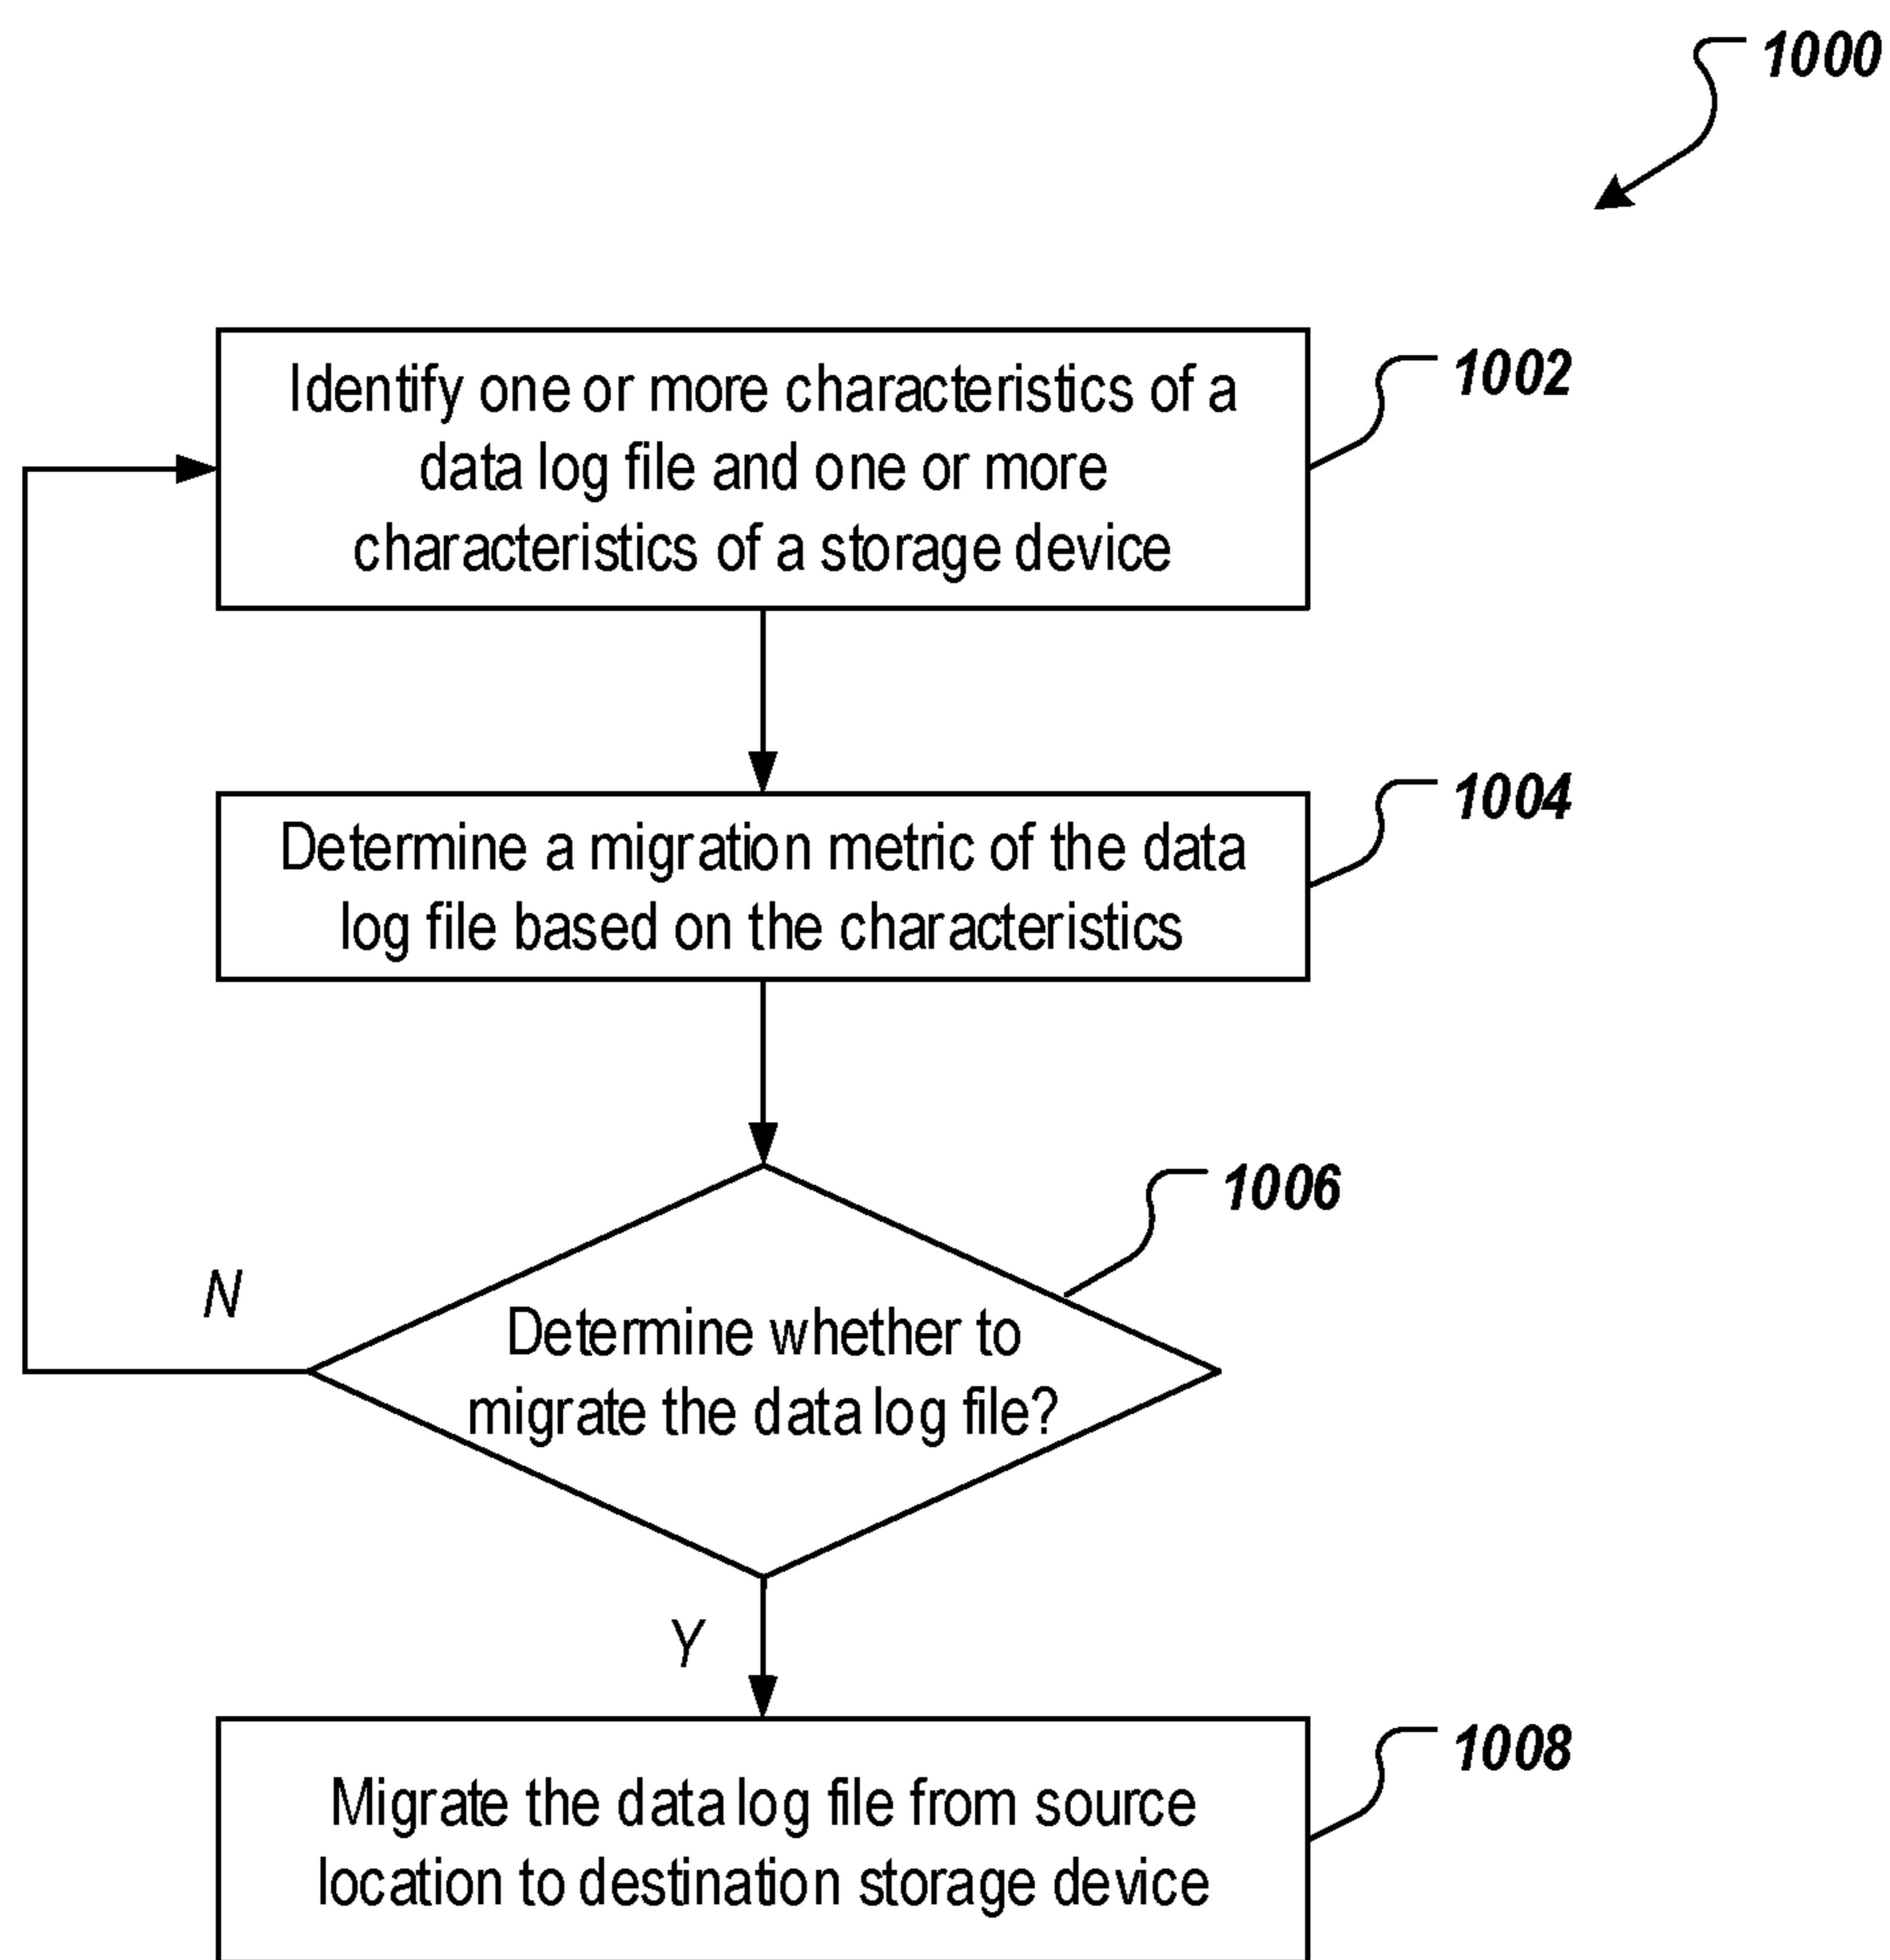 1000
Identify one or more characteristics of a
data log file and one or more
characteristics of a storage device
1002
Determine a migration metric of the data
log file based on the characteristics
1004
1006
N
Determine whether to
migrate the data log file?
Y
Migrate the data log file from source
location to destination storage device
1008